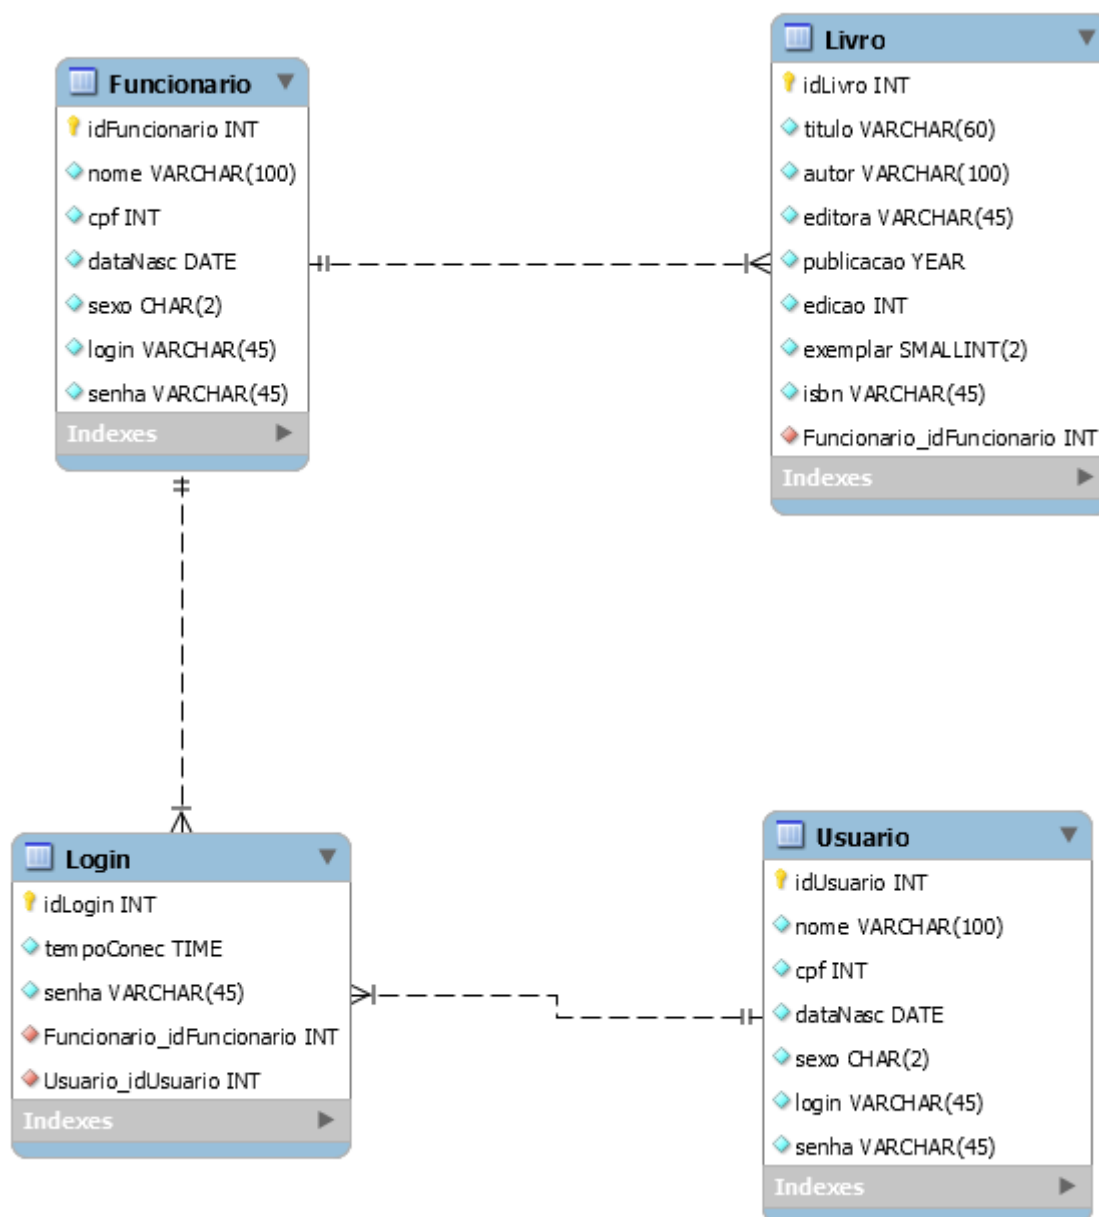 Funcionario
idFuncionario INT
nome VARCHAR(100)
cpf INT
dataNasc DATE
sexo CHAR(2)
login VARCHAR(45)
senha VARCHAR(45)
Indexes
Livro
idLivro INT
titulo VARCHAR(60)
autor VARCHAR(100)
editora VARCHAR(45)
publicacao YEAR
edicao INT
exemplar SMALLINT(2)
isbn VARCHAR(45)
Funcionario_idFuncionario INT
Indexes
Login
idLogin INT
tempoConec TIME
senha VARCHAR(45)
Funcionario_idFuncionario INT
Usuario_idUsuario INT
Indexes
Usuario
idUsuario INT
nome VARCHAR(100)
cpf INT
dataNasc DATE
sexo CHAR(2)
login VARCHAR(45)
senha VARCHAR(45)
Indexes